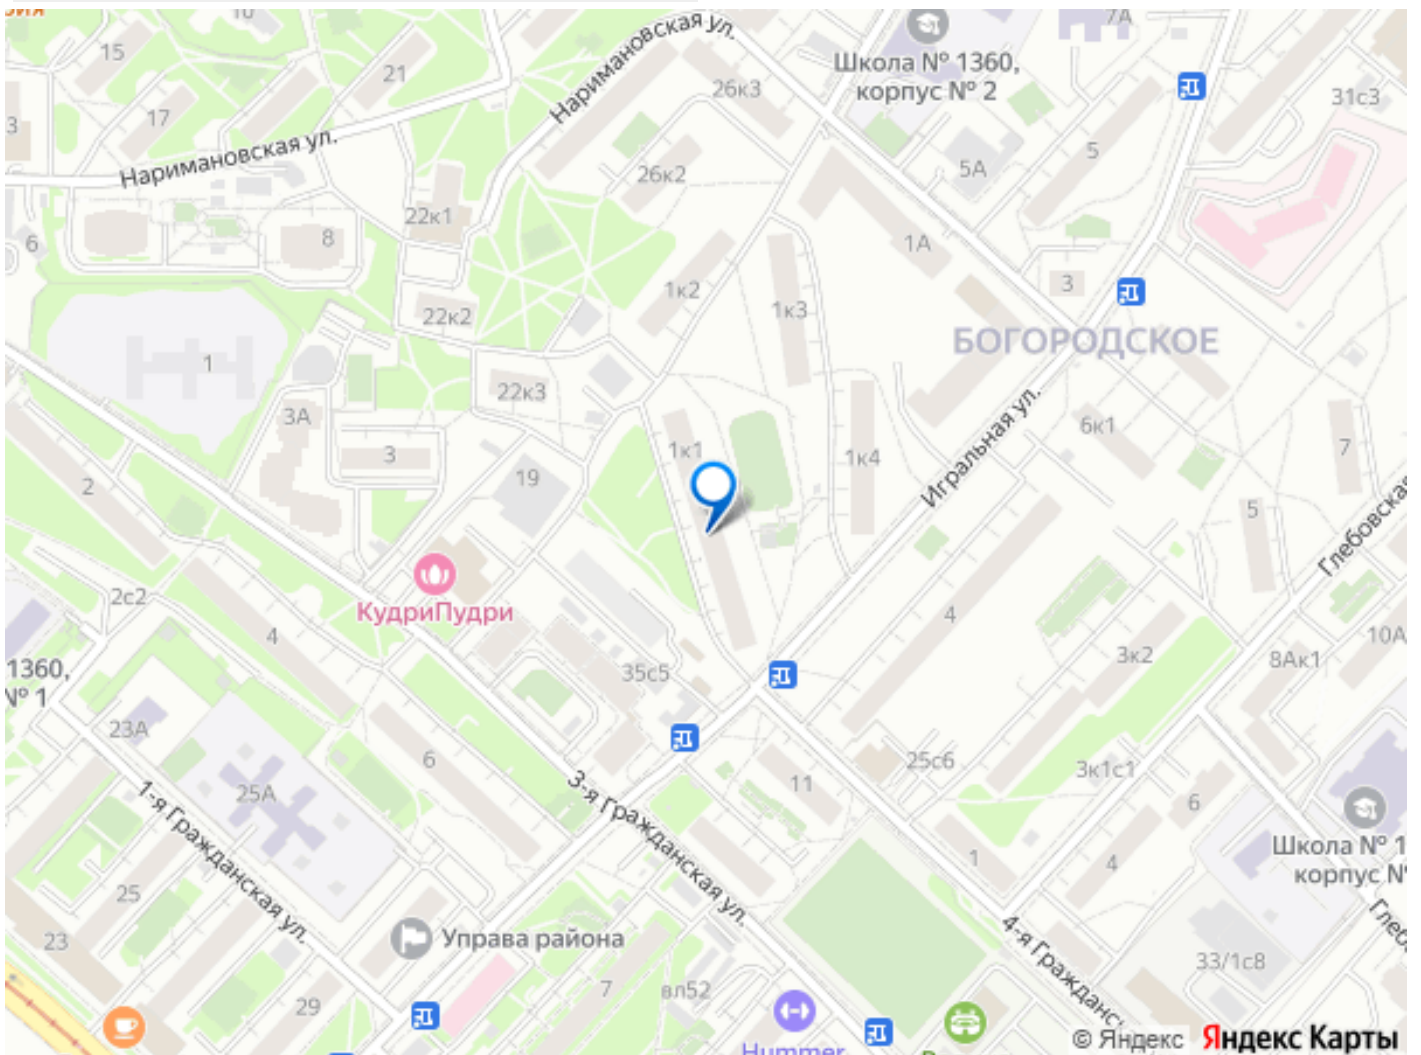 10
7А
15
21
Наримановская ул.
26к3
Школа № 1360,
корпус № 2
31с3
17
3
5
5А
Наримановская ул.
26к2
22к1
8
6
1А
1к2
3
1к3
22к2
БОГОРОДСКОЕ
1
22к3
3А
6к1
Игральная ул.
7
3
1к1
1к4
19
2
5
Глебовская
КудриПудри
2с2
4
4
10А
1360,
№ 1
35с5
3к2
8Ак1
23А
6
25с6
3к1с1
11
3-я Гражданская ул.
25А
1-я Гражданская ул.
6
Школа № 1
корпус №
1
4
25
Управа района
23
4-я Гражданс
33/1с8
29
7
вл52
Hummer
© Яндекс Яндекс Карты